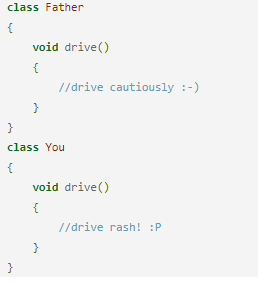 class Father
{
void drive()
{
//drive cautiously :-)
}
}
class You
{
void drive()
{
//drive rash! :P
}
}